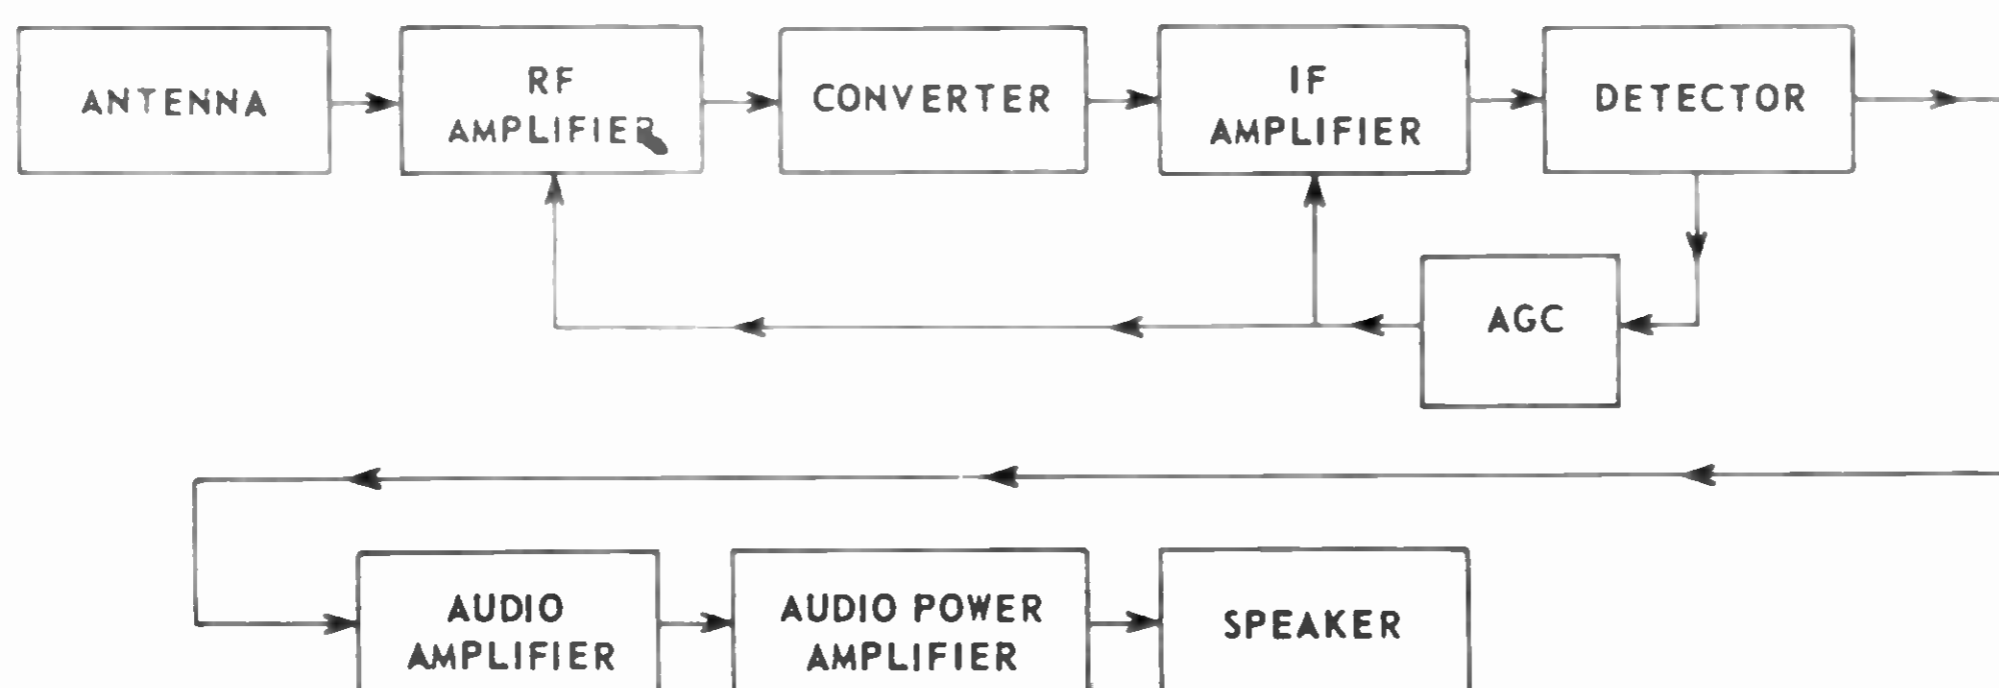 ANTENNA
RF
AMPLIFIER
CONVERTER
IF
AMPLIFIER
DETECTOR
AGC
AUDIO
AMPLIFIER
AUDIO POWER
AMPLIFIER
SPEAKER